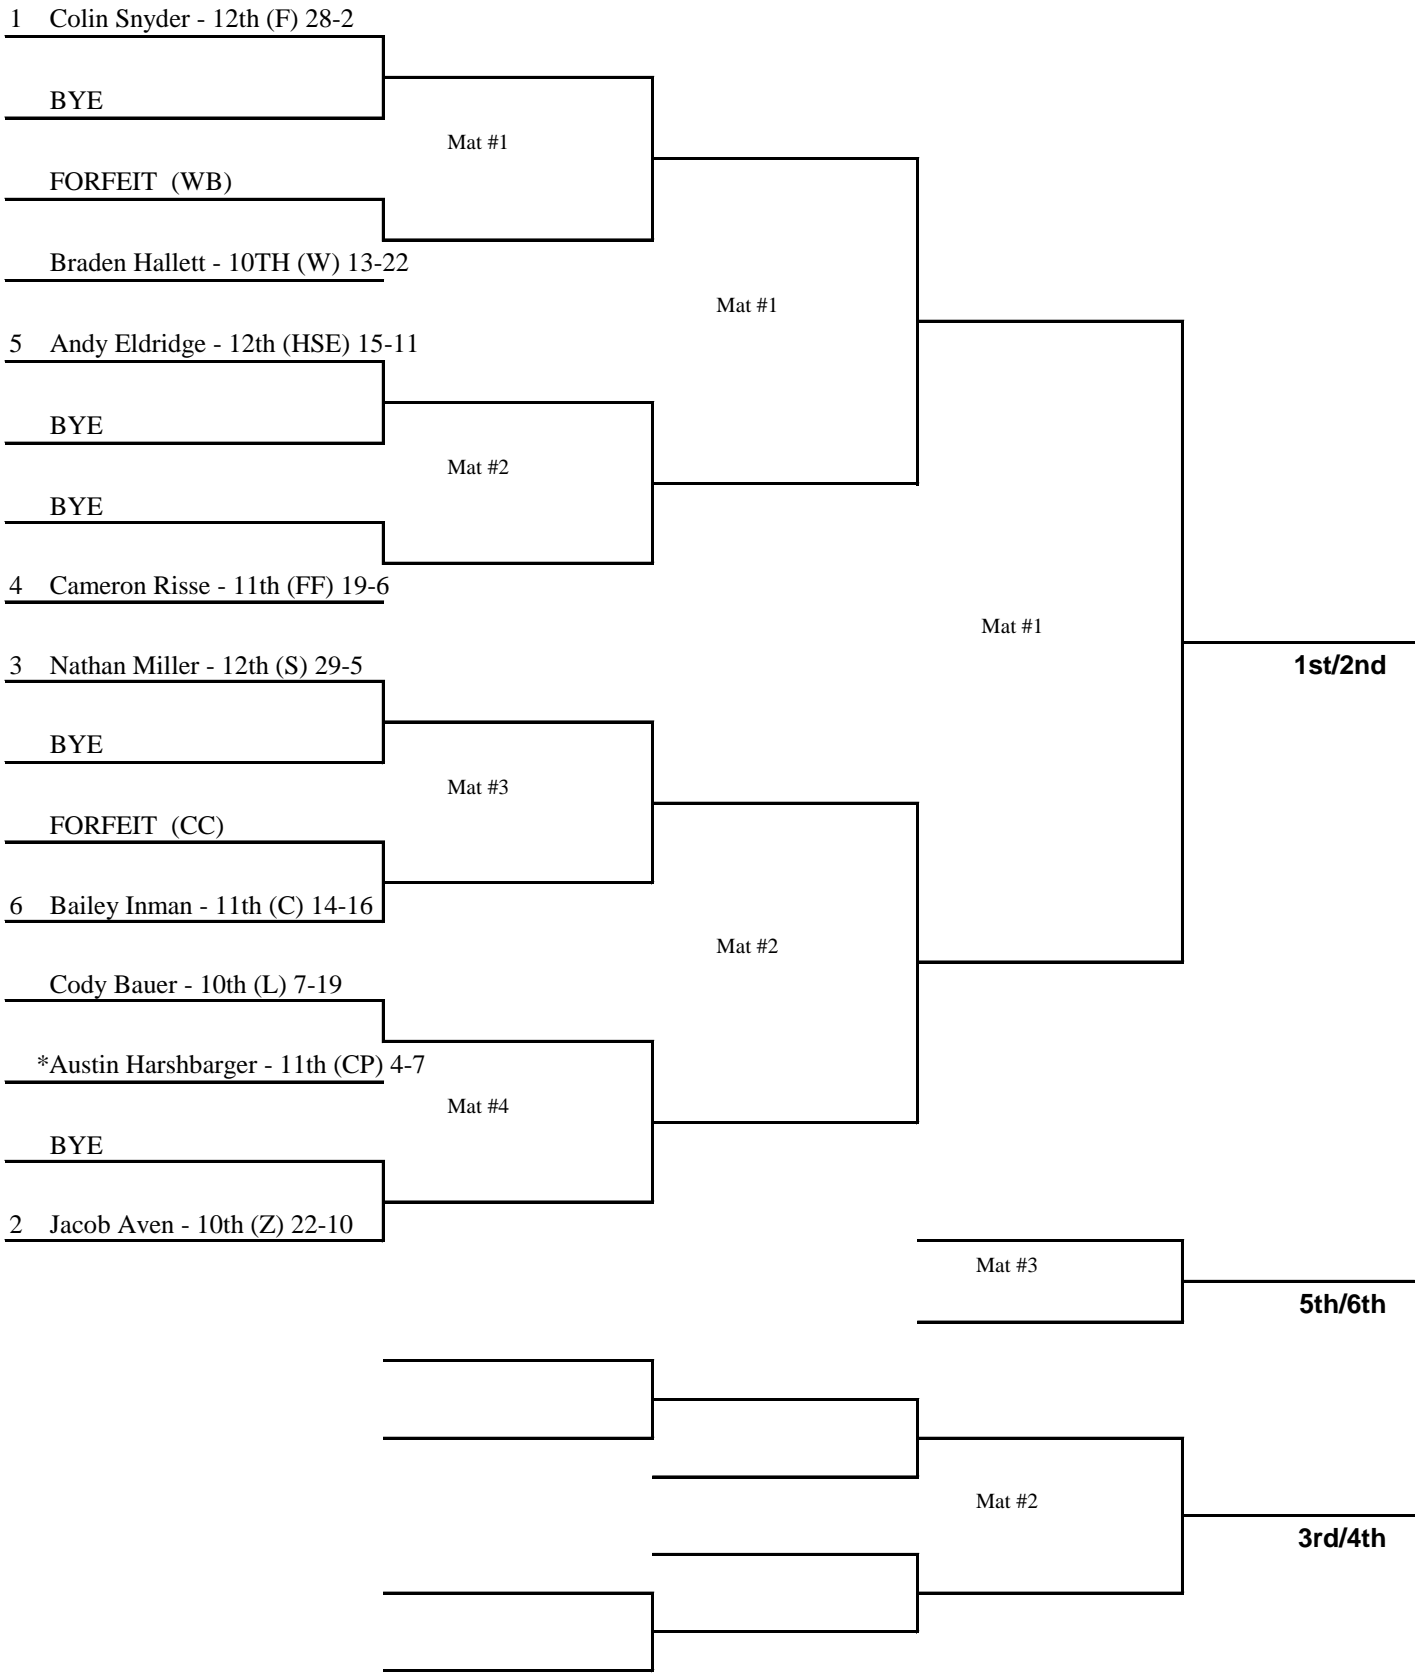 1 Colin Snyder - 12th (F) 28-2
BYE
Mat #1
FORFEIT (WB)
Braden Hallett - 10TH (W) 13-22
Mat #1
5 Andy Eldridge - 12th (HSE) 15-11
BYE
Mat #2
BYE
4 Cameron Risse - 11th (FF) 19-6
Mat #1
3 Nathan Miller - 12th (S) 29-5
1st/2nd
BYE
Mat #3
FORFEIT (CC)
6 Bailey Inman - 11th (C) 14-16
Mat #2
Cody Bauer - 10th (L) 7-19
*Austin Harshbarger - 11th (CP) 4-7
Mat #4
BYE
2 Jacob Aven - 10th (Z) 22-10
Mat #3
5th/6th
Mat #2
3rd/4th